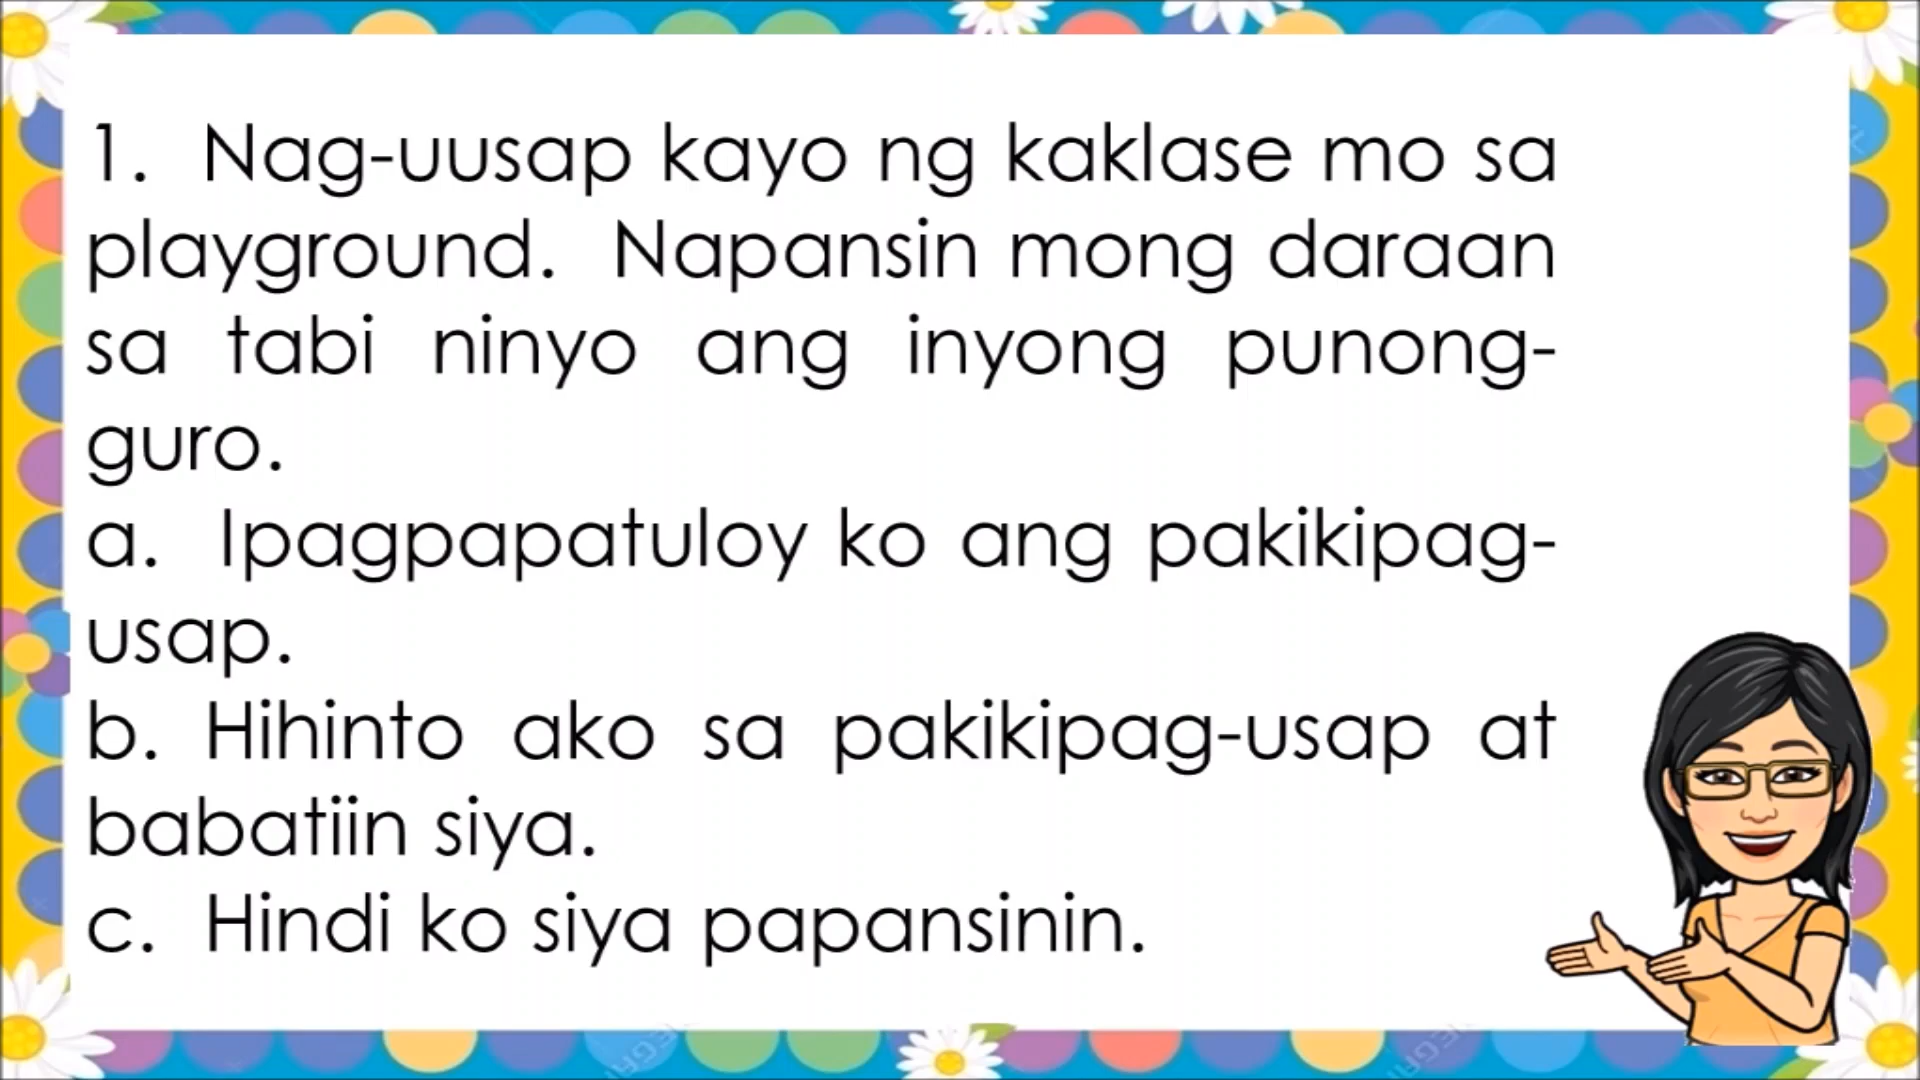 1. Nag-uusap kayo ng kaklase mo sa
playground. Napansin mong daraan
sa tabi ninyo ang inyong punong-
guro.
a. Ipagpapatuloy ko ang pakikipag-
usap.
b. Hihinto ako sa pakikipag-usap at
babatiin siya.
c. Hindi ko siya papansinin.